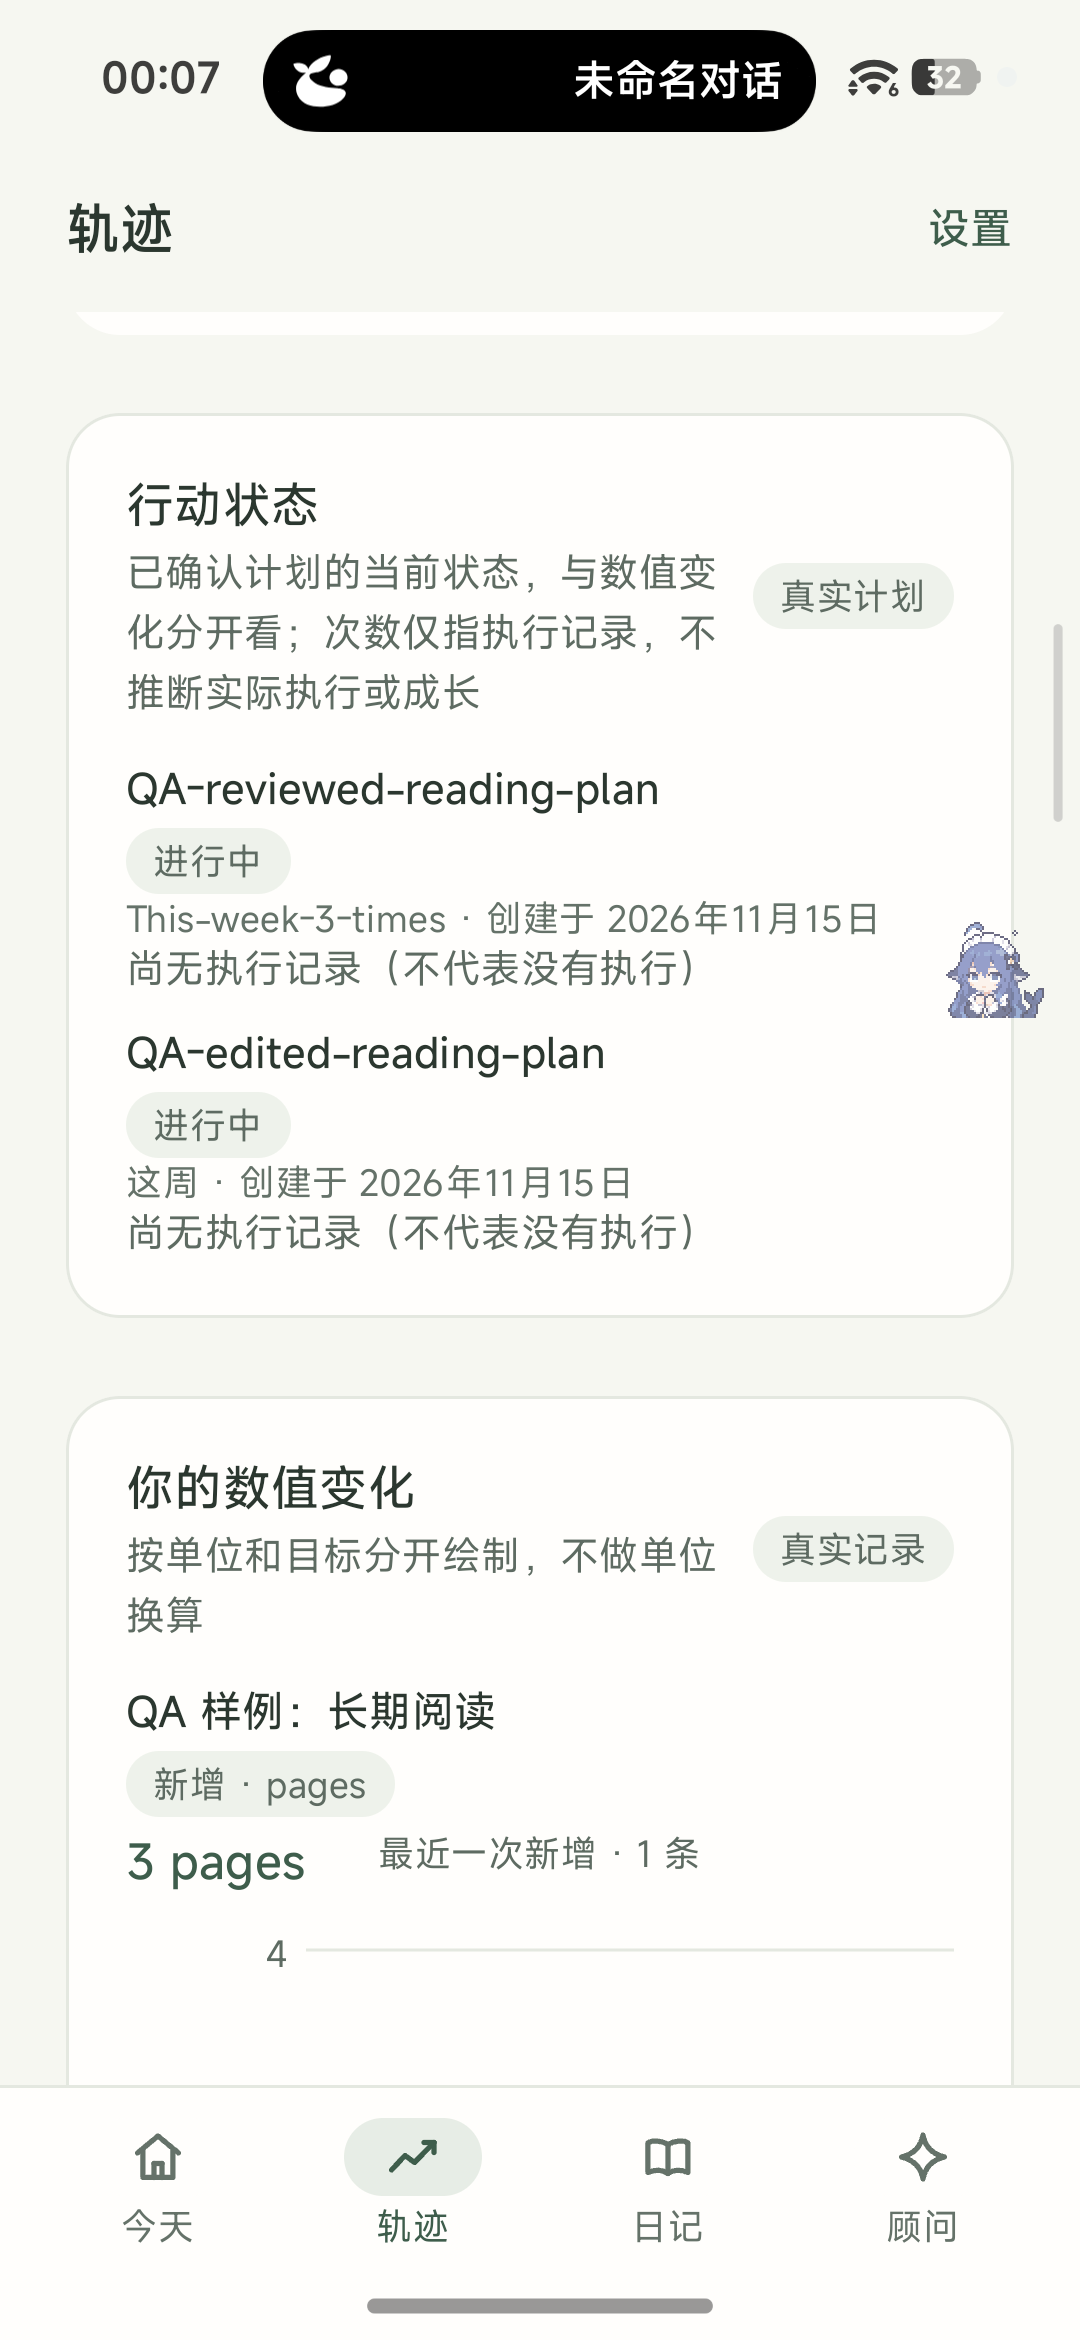 00:07
未命名对话
6
32
轨迹
设置
行动状态
已确认计划的当前状态，与数值变
化分开看；次数仅指执行记录，不
推断实际执行或成长
真实计划
QA-reviewed-reading-plan
进行中
This-week-3-times · 创建于 2026年11月15日
尚无执行记录（不代表没有执行）
QA-edited-reading-plan
进行中
这周 · 创建于 2026年11月15日
尚无执行记录（不代表没有执行）
你的数值变化
按单位和目标分开绘制，不做单位
换算
真实记录
QA 样例：长期阅读
新增 · pages
3 pages
最近一次新增 · 1 条
4
今天
轨迹
日记
顾问